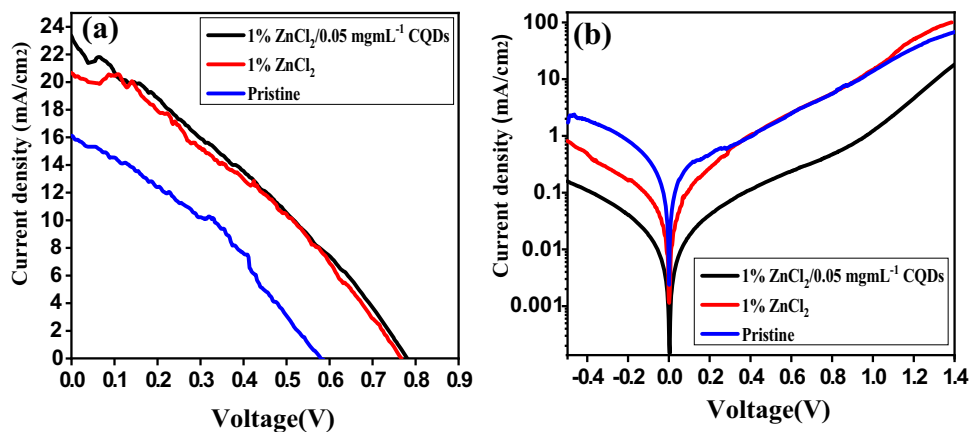 (a)
1% ZnCl₂/0.05 mgmL⁻¹ CQDs
1% ZnCl₂
Pristine
Current density (mA/cm2)
24
22
20
18
16
14
12
10
8
6
4
2
0
0.0 0.1 0.2 0.3 0.4 0.5 0.6 0.7 0.8 0.9
Voltage(V)
(b)
Current density (mA/cm2)
100
10
1
0.1
0.01
0.001
1% ZnCl₂/0.05 mgmL⁻¹ CQDs
1% ZnCl₂
Pristine
-0.4 -0.2 0.0 0.2 0.4 0.6 0.8 1.0 1.2 1.4
Voltage(V)